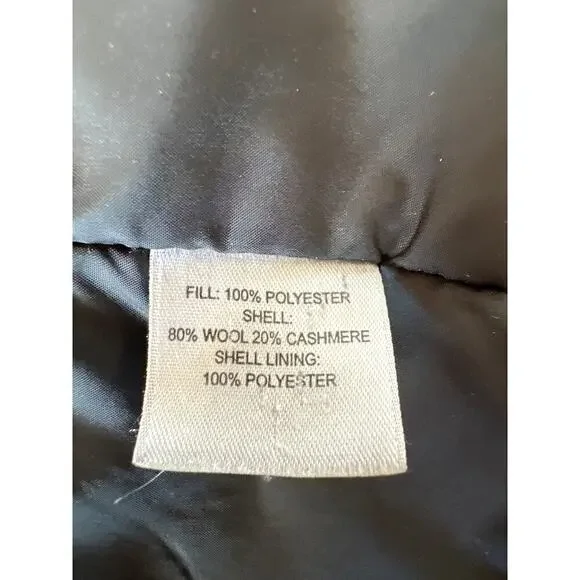 FILL: 100% POLYESTER
SHELL:
80% WOOL 20% CASHMERE
SHELL LINING:
100% POLYESTER